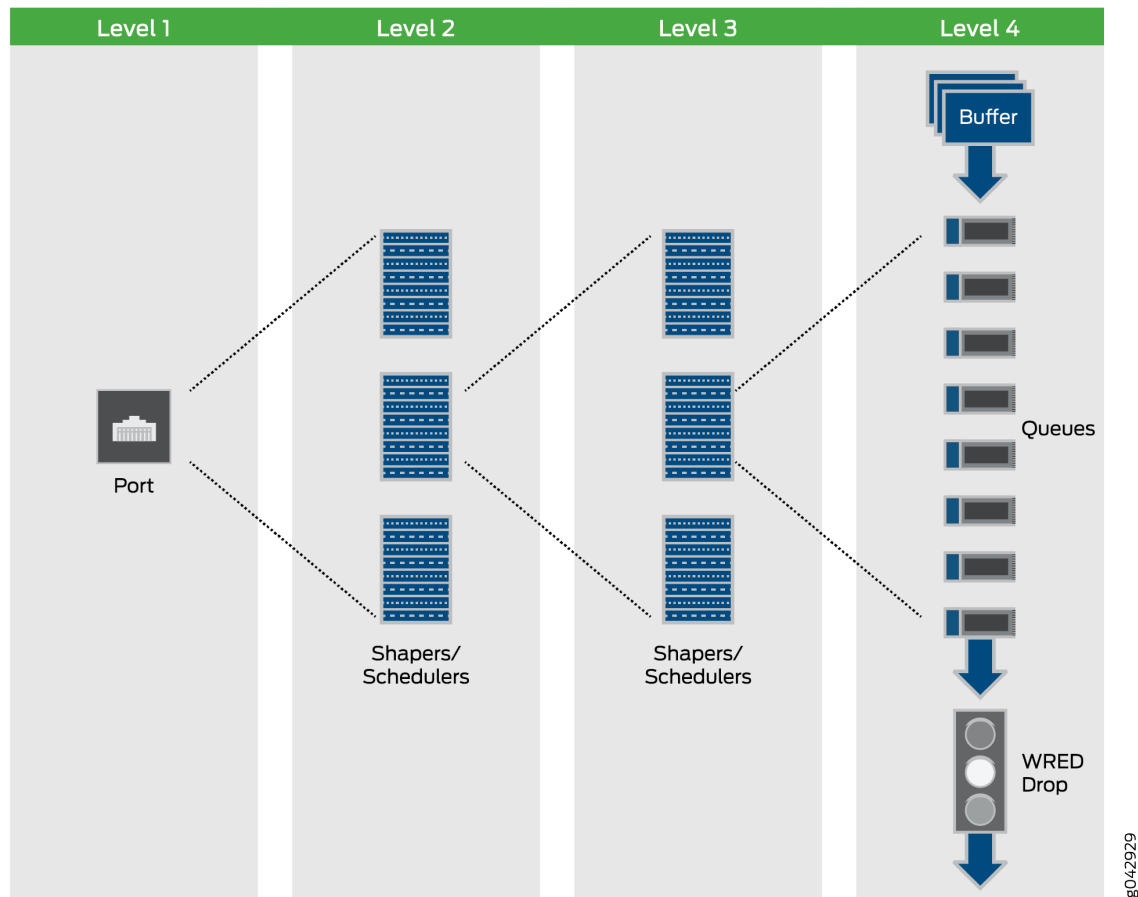 Level 1
Level 2
Level 3
Level 4
Buffer
Queues
Port
Shapers/
Schedulers
Shapers/
Schedulers
WRED
Drop
g042929